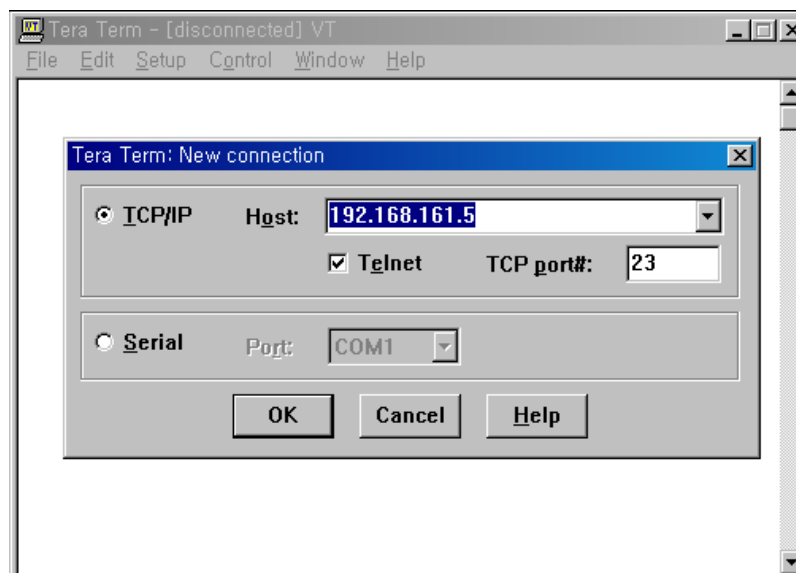 VT
Tera Term - [disconnected] VT
File Edit Setup Control Window Help
Tera Term: New connection
TCP/IP Host: 192.168.161.5
Telnet TCP port#: 23
Serial Port: COM1
OK Cancel Help